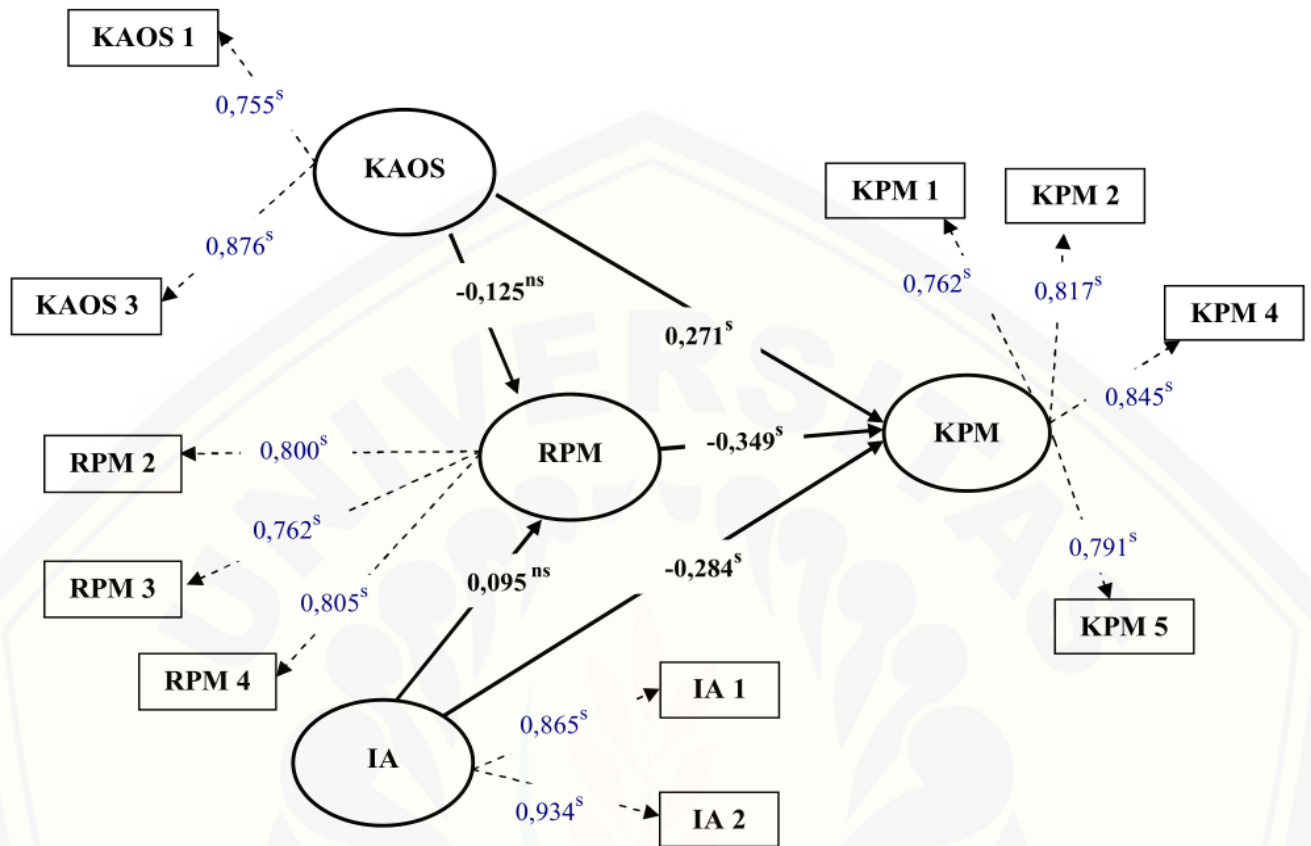 KAOS 1
0,755s
KAOS
0,876s
KAOS 3
-0,125ns
0,271s
KPM 1
KPM 2
0,762s
0,817s
KPM 4
0,845s
KPM
0,791s
KPM 5
RPM 2
0,800s
RPM
-0,349s
RPM 3
0,762s
0,805s
RPM 4
0,095 ns
-0,284s
IA
0,865s
IA 1
0,934s
IA 2
UNIVERSITAS